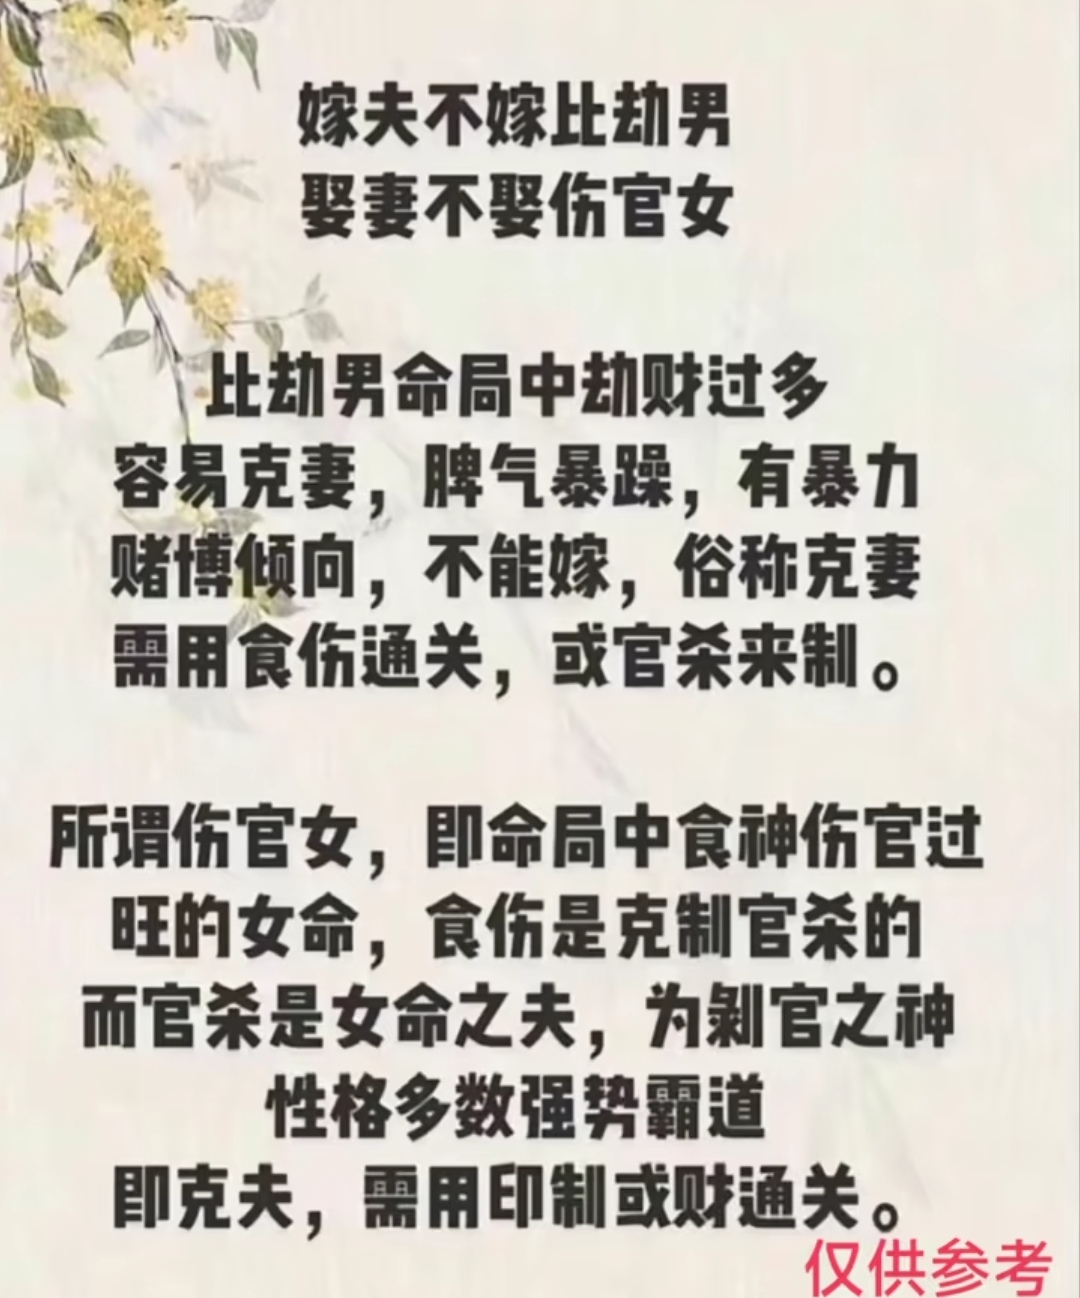 嫁夫不嫁比劫男
娶妻不娶伤官女
比劫男命局中劫财过多
容易克妻，脾气暴躁，有暴力
赌博倾向，不能嫁，俗称克妻
需用食伤通关，或官杀来制。
所谓伤官女，即命局中食神伤官过
旺的女命，食伤是克制官杀的
而官杀是女命之夫，为剥官之神
性格多数强势霸道
即克夫，需用印制或财通关。
仅供参考